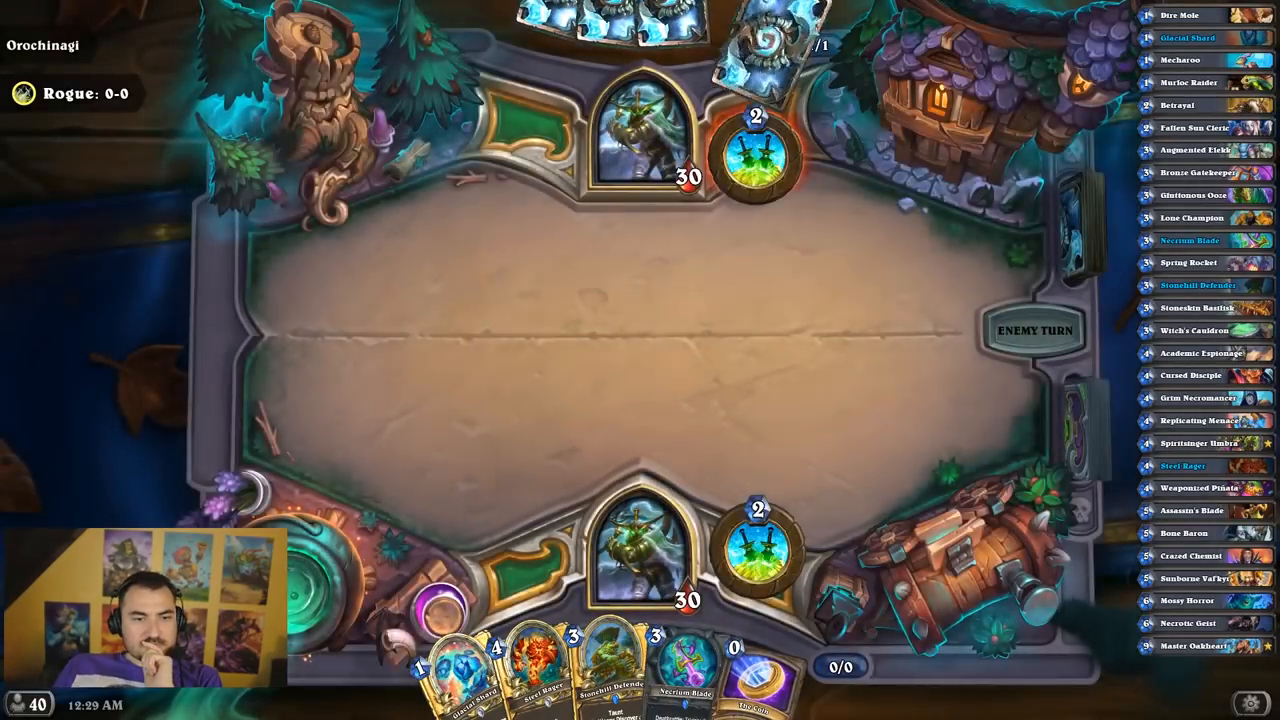 Orochinagi
Rogue: 0-0
/1
2
30
ENEMY TURN
2
30
1
Glacial Shard
4
Steel Rager
3
Stonehill Defende
Taunt
3
Necrium Blade
0
The Coin
0/0
40
12:29 AM
1 Dire Mole
1 Glacial Shard
1 Mecharoo
1 Murloc Raider
2 Betrayal
2 Fallen Sun Cleric
3 Augmented Elekk
3 Bronze Gatekeeper
3 Gluttonous Ooze
3 Lone Champion
3 Necrium Blade
3 Spring Rocket
3 Stonehill Defender
3 Stoneskin Basilisk
3 Witch's Cauldron
4 Academic Espionage
4 Cursed Disciple
4 Grim Necromancer
4 Replicating Menace
4 Spiritsinger Umbra
4 Steel Rager
4 Weaponized Piñata
5 Assassin's Blade
5 Bone Baron
5 Crazed Chemist
5 Sunborne Val'kyr
6 Mossy Horror
6 Necrotic Geist
9 Master Oakheart